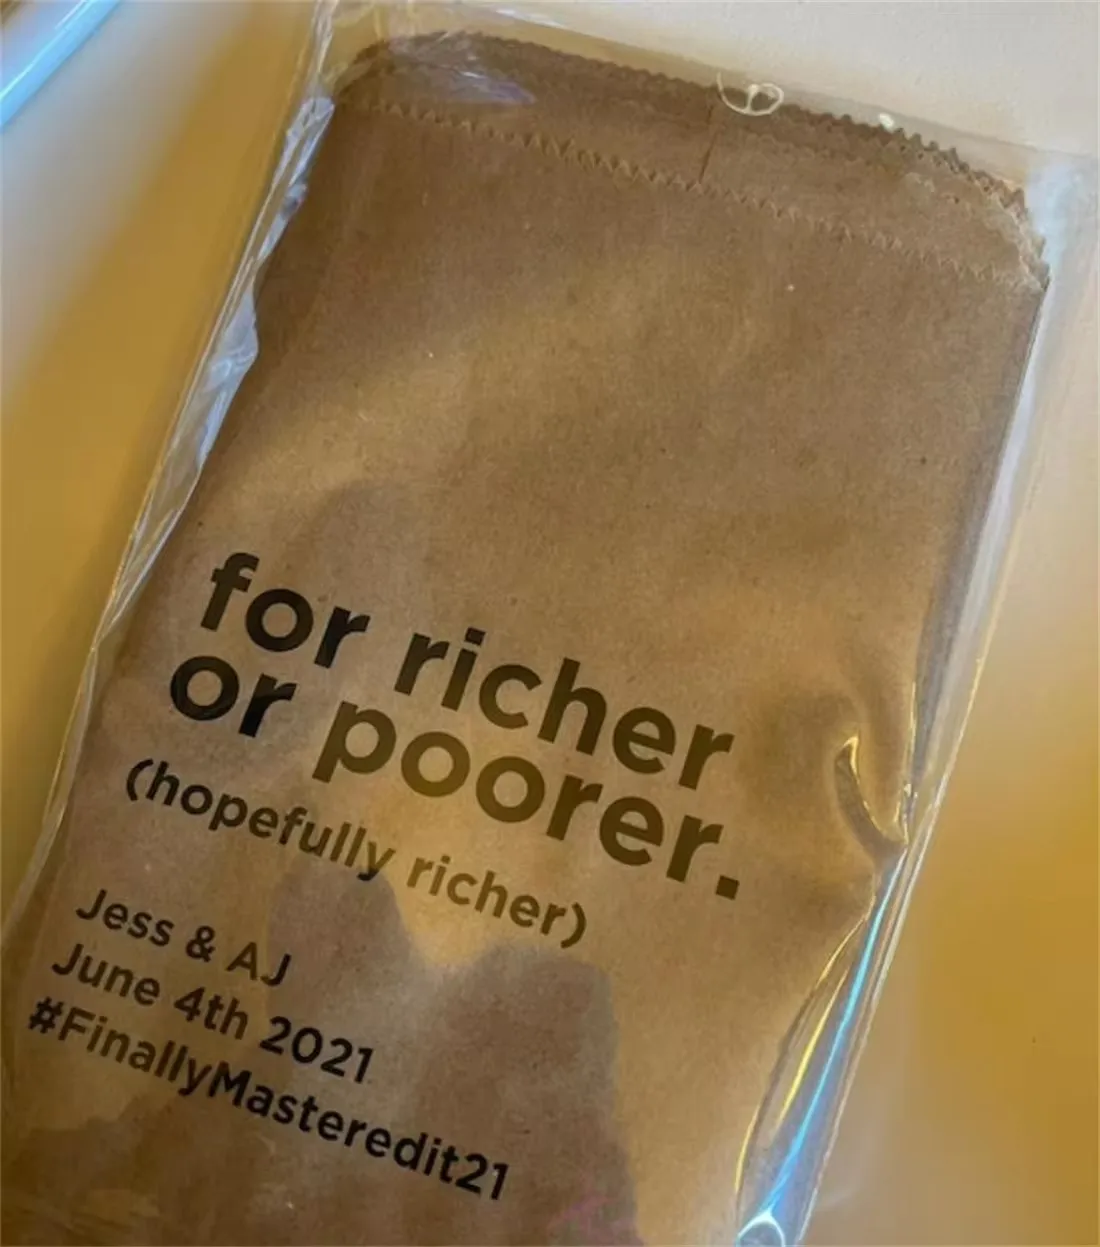 for richer
or poorer.
(hopefully richer)
Jess & AJ
June 4th 2021
#FinallyMasteredit21